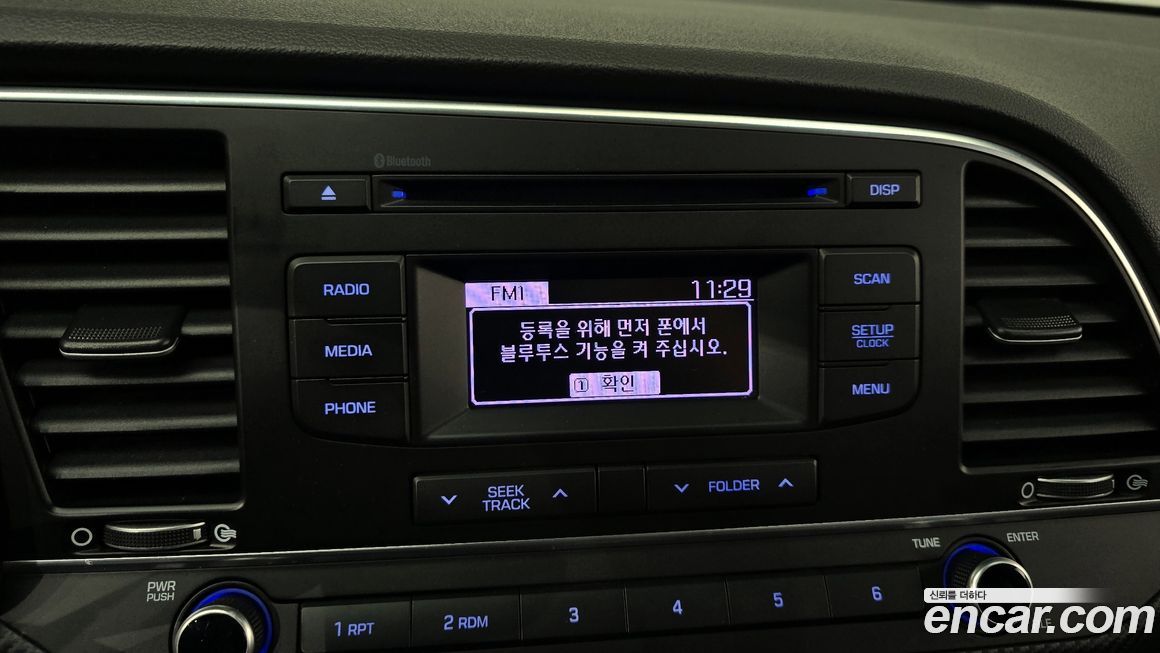 Bluetooth
DISP
RADIO
MEDIA
PHONE
FM1 11:29
등록을 위해 먼저 폰에서
블루투스 기능을 켜 주십시오.
1 확인
SCAN
SETUP
CLOCK
MENU
SEEK
TRACK
FOLDER
PWR
PUSH
1 RPT
2 RDM
3
4
5
6
TUNE
ENTER
신뢰를 더하다
encar.com